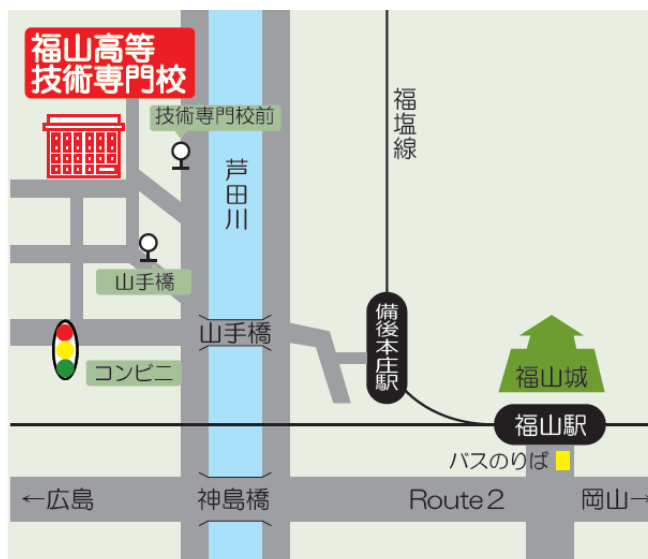 福山高等
技術専門校
技術専門校前
福塩線
芦田川
山手橋
山手橋
備後本庄駅
コンビニ
福山城
福山駅
バスのりば
←広島
神島橋
Route2
岡山→